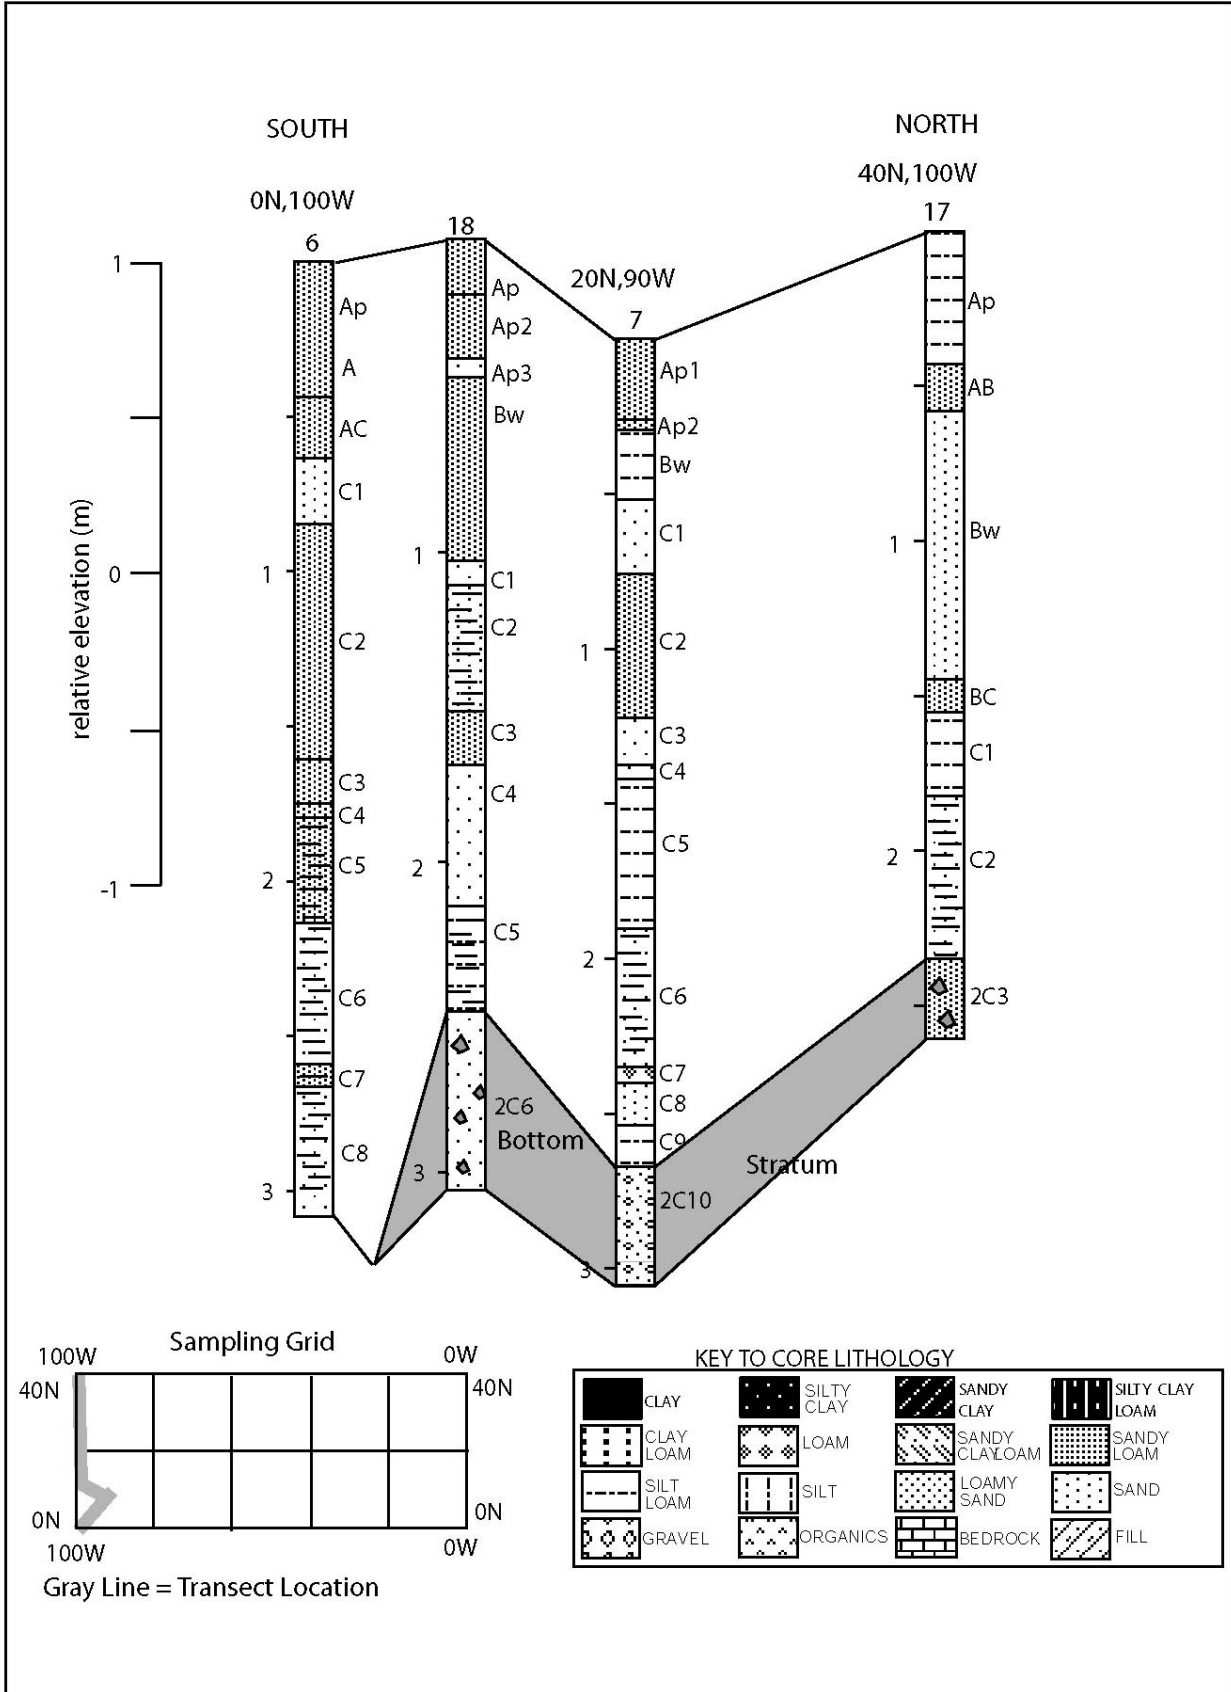 SOUTH
NORTH
0N,100W
40N,100W
20N,90W
6
18
7
17
relative elevation (m)
1
0
-1
Ap
A
AC
C1
1
C2
C3
C4
C5
2
C6
C7
C8
3
Ap
Ap2
Ap3
Bw
1
C1
C2
C3
C4
2
C5
2C6
3
Bottom
Ap1
Ap2
Bw
C1
1
C2
C3
C4
C5
2
C6
C7
C8
C9
2C10
3
Stratum
Ap
AB
1
Bw
BC
C1
2
C2
2C3
Sampling Grid
100W
0W
40N
40N
0N
0N
100W
0W
Gray Line = Transect Location
KEY TO CORE LITHOLOGY
CLAY
SILTY CLAY
SANDY CLAY
SILTY CLAY LOAM
CLAY LOAM
LOAM
SANDY CLAY LOAM
SANDY LOAM
SILT LOAM
SILT
LOAMY SAND
SAND
GRAVEL
ORGANICS
BEDROCK
FILL